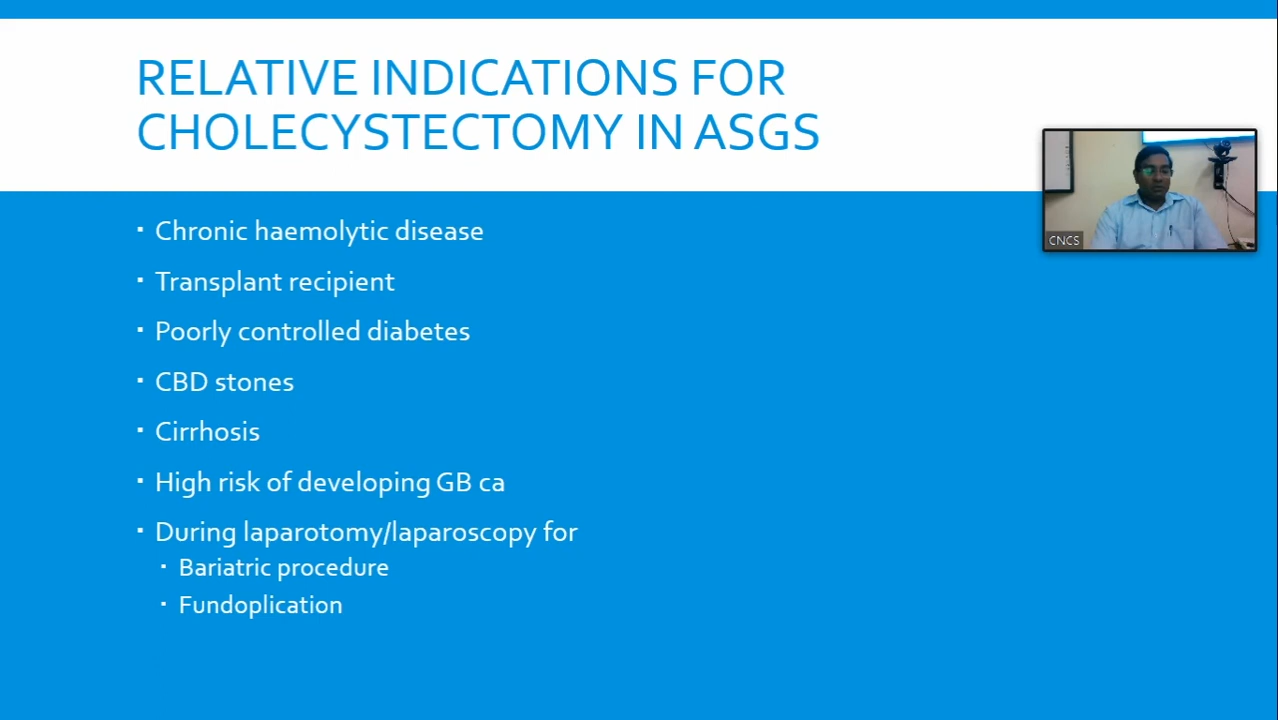 RELATIVE INDICATIONS FOR
CHOLECYSTECTOMY IN ASGS
▪ Chronic haemolytic disease
▪ Transplant recipient
▪ Poorly controlled diabetes
▪ CBD stones
▪ Cirrhosis
▪ High risk of developing GB ca
▪ During laparotomy/laparoscopy for
▪ Bariatric procedure
▪ Fundoplication
CNCS